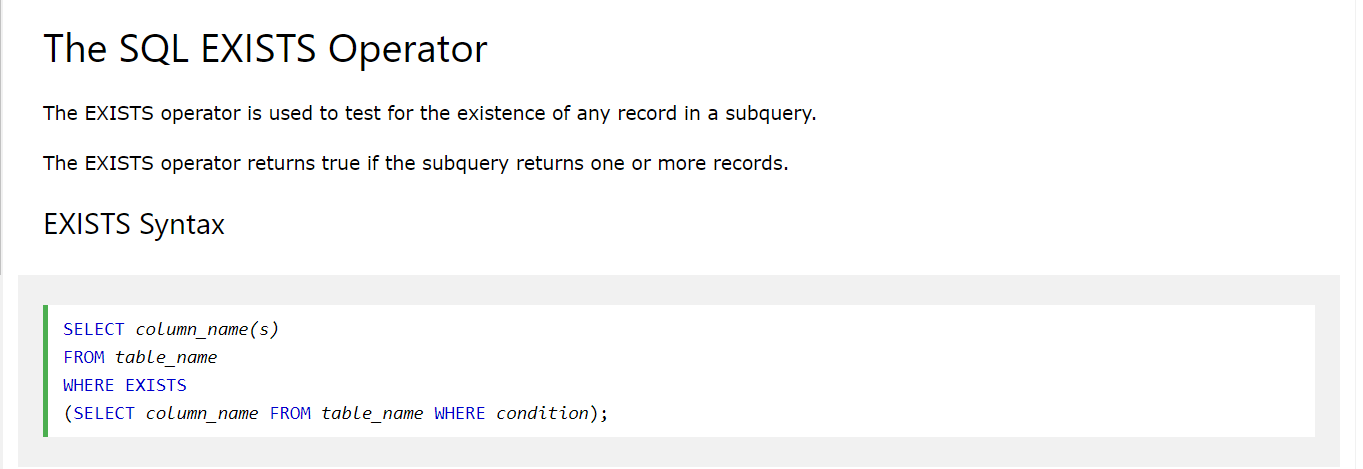 The SQL EXISTS Operator
The EXISTS operator is used to test for the existence of any record in a subquery.
The EXISTS operator returns true if the subquery returns one or more records.
EXISTS Syntax
SELECT column_name(s)
FROM table_name
WHERE EXISTS
(SELECT column_name FROM table_name WHERE condition);